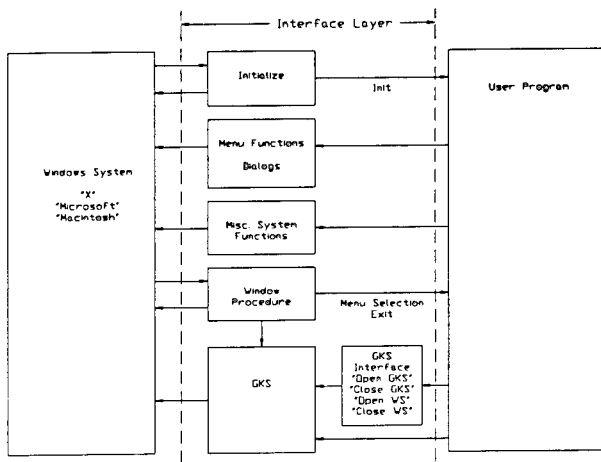 Interface Layer
Initialize
Init
User Program
Menu Functions
Dialogs
Windows System
"X"
"Microsoft"
"Macintosh"
Misc. System
Functions
Window
Procedure
Menu Selection
Exit
GKS
GKS
Interface
"Open GKS"
"Close GKS"
"Open WS"
"Close WS"